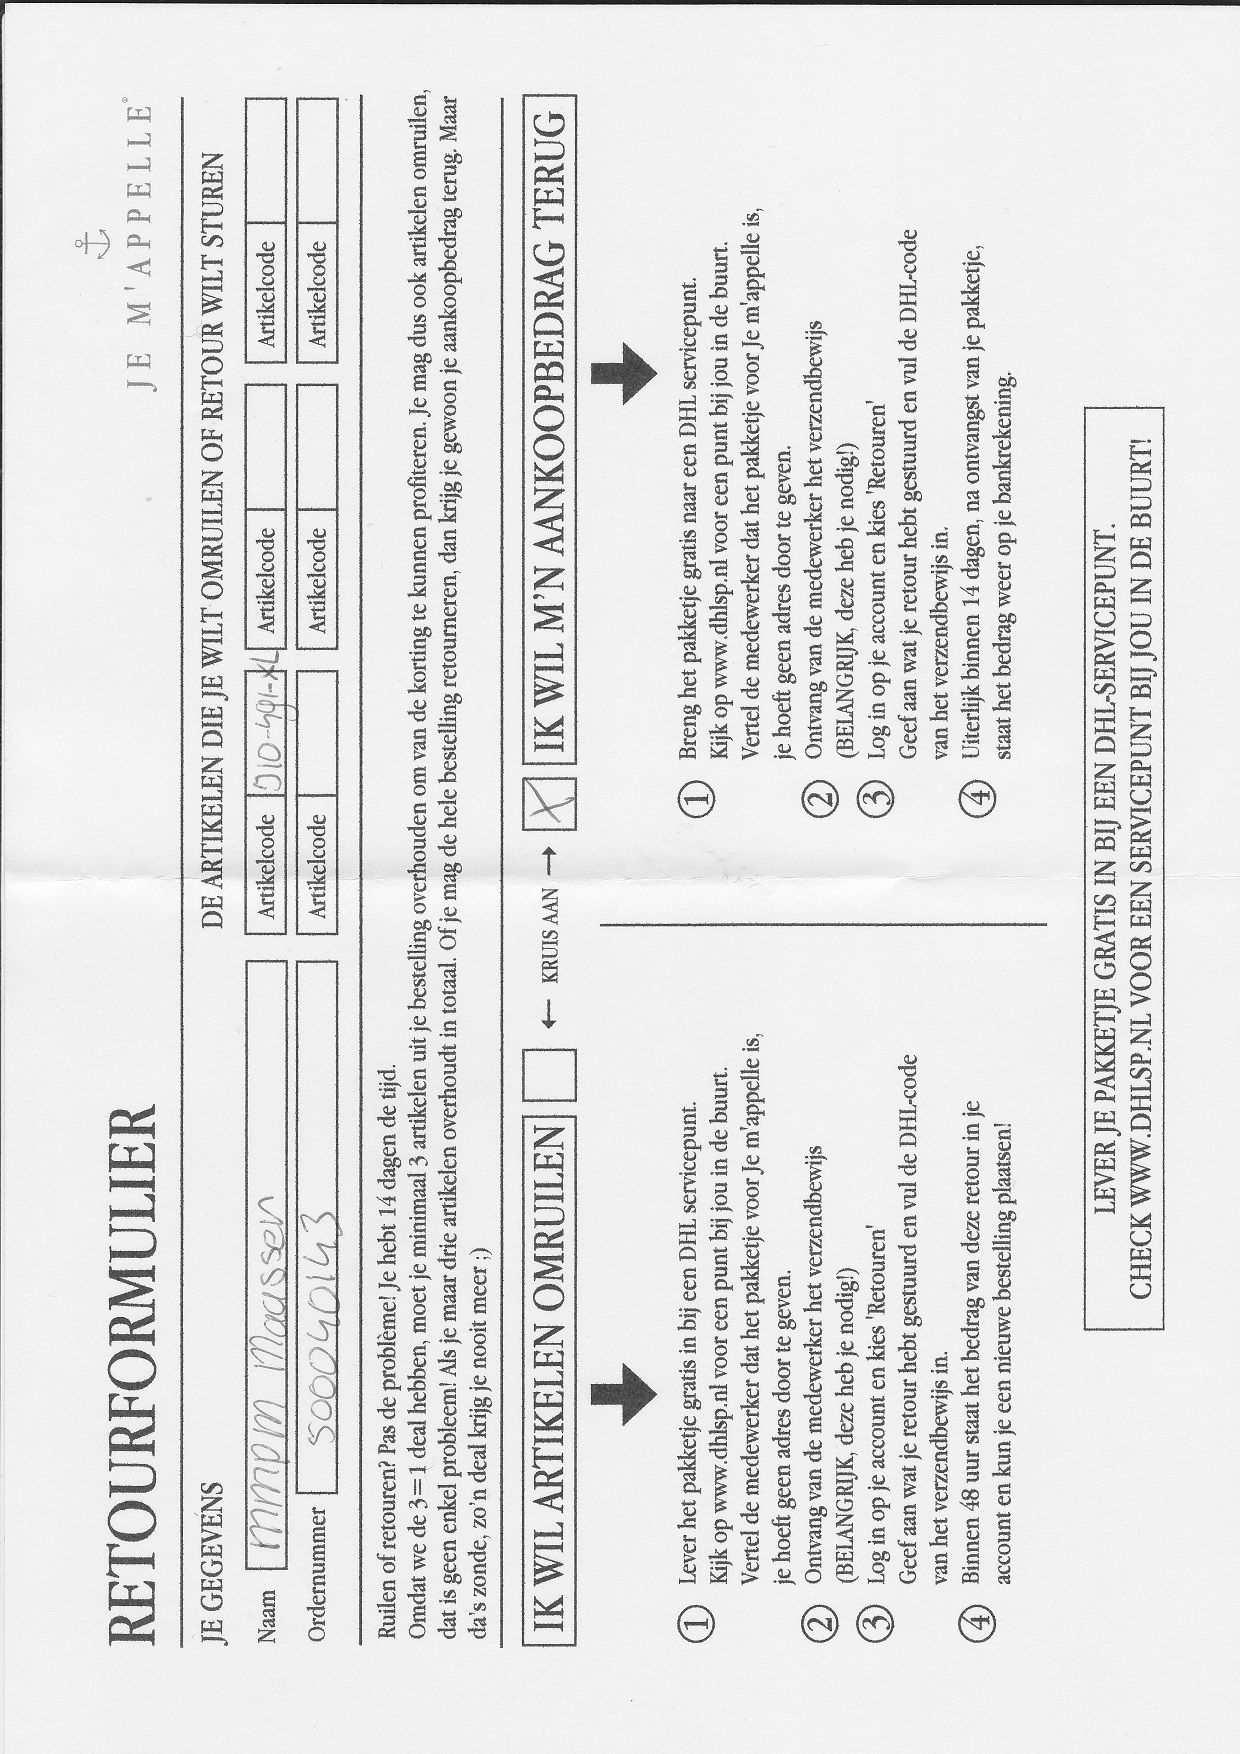 RETOURFORMULIER
JE M'APPELLE
JE GEGEVENS
Naam mmpm Maassen
Ordernummer 500040143
DE ARTIKELEN DIE JE WILT OMRUILEN OF RETOUR WILT STUREN
Artikelcode 010-491-XL Artikelcode Artikelcode
Artikelcode Artikelcode Artikelcode
Ruilen of retouren? Pas de problème! Je hebt 14 dagen de tijd.
Omdat we de 3=1 deal hebben, moet je minimaal 3 artikelen uit je bestelling overhouden om van de korting te kunnen profiteren. Je mag dus ook artikelen omruilen,
dat is geen enkel probleem! Als je maar drie artikelen overhoudt in totaal. Of je mag de hele bestelling retourneren, dan krijg je gewoon je aankoopbedrag terug. Maar
da's zonde, zo'n deal krijg je nooit meer ;)
IK WIL ARTIKELEN OMRUILEN ← KRUIS AAN → X IK WIL M'N AANKOOPBEDRAG TERUG
1 Lever het pakketje gratis in bij een DHL servicepunt.
Kijk op www.dhlsp.nl voor een punt bij jou in de buurt.
Vertel de medewerker dat het pakketje voor Je m'appelle is,
je hoeft geen adres door te geven.
2 Ontvang van de medewerker het verzendbewijs
(BELANGRIJK, deze heb je nodig!)
3 Log in op je account en kies 'Retouren'
Geef aan wat je retour hebt gestuurd en vul de DHL-code
van het verzendbewijs in.
4 Binnen 48 uur staat het bedrag van deze retour in je
account en kun je een nieuwe bestelling plaatsen!
1 Breng het pakketje gratis naar een DHL servicepunt.
Kijk op www.dhlsp.nl voor een punt bij jou in de buurt.
Vertel de medewerker dat het pakketje voor Je m'appelle is,
je hoeft geen adres door te geven.
2 Ontvang van de medewerker het verzendbewijs
(BELANGRIJK, deze heb je nodig!)
3 Log in op je account en kies 'Retouren'
Geef aan wat je retour hebt gestuurd en vul de DHL-code
van het verzendbewijs in.
4 Uiterlijk binnen 14 dagen, na ontvangst van je pakketje,
staat het bedrag weer op je bankrekening.
LEVER JE PAKKETJE GRATIS IN BIJ EEN DHL-SERVICEPUNT.
CHECK WWW.DHLSP.NL VOOR EEN SERVICEPUNT BIJ JOU IN DE BUURT!